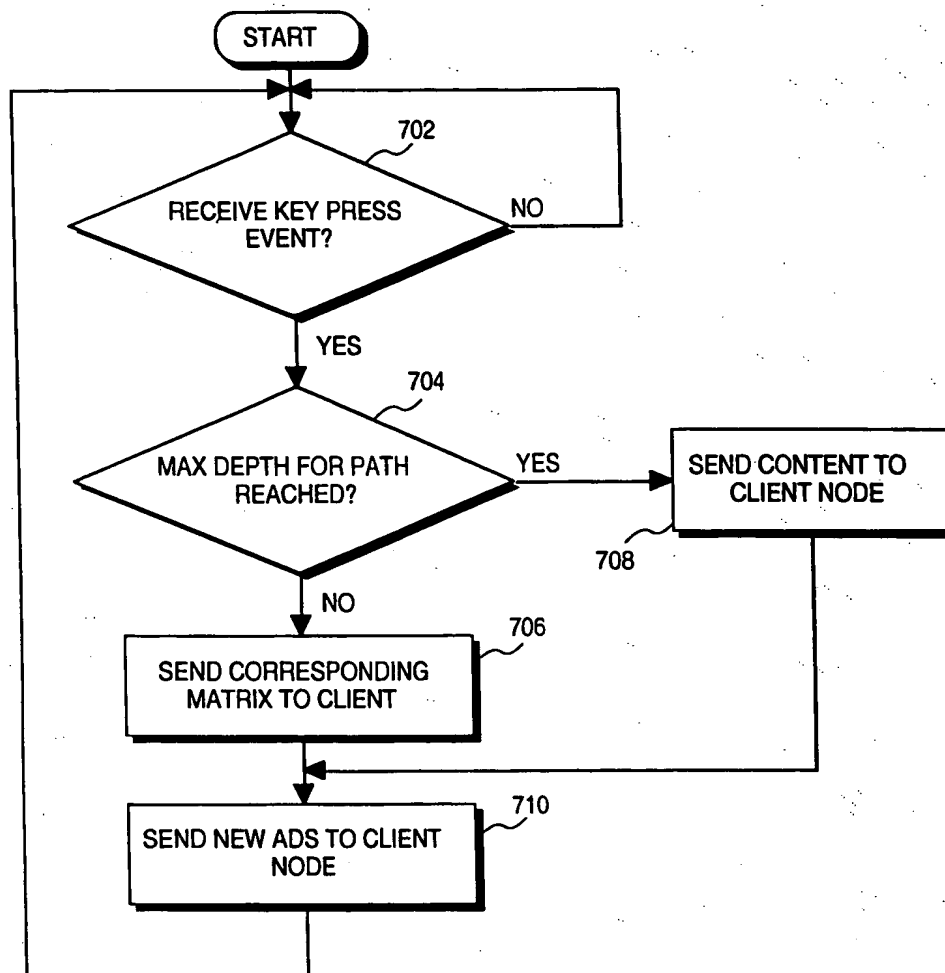 START
702
RECEIVE KEY PRESS
EVENT?
NO
YES
704
MAX DEPTH FOR PATH
REACHED?
YES
SEND CONTENT TO
CLIENT NODE
708
NO
706
SEND CORRESPONDING
MATRIX TO CLIENT
710
SEND NEW ADS TO CLIENT
NODE